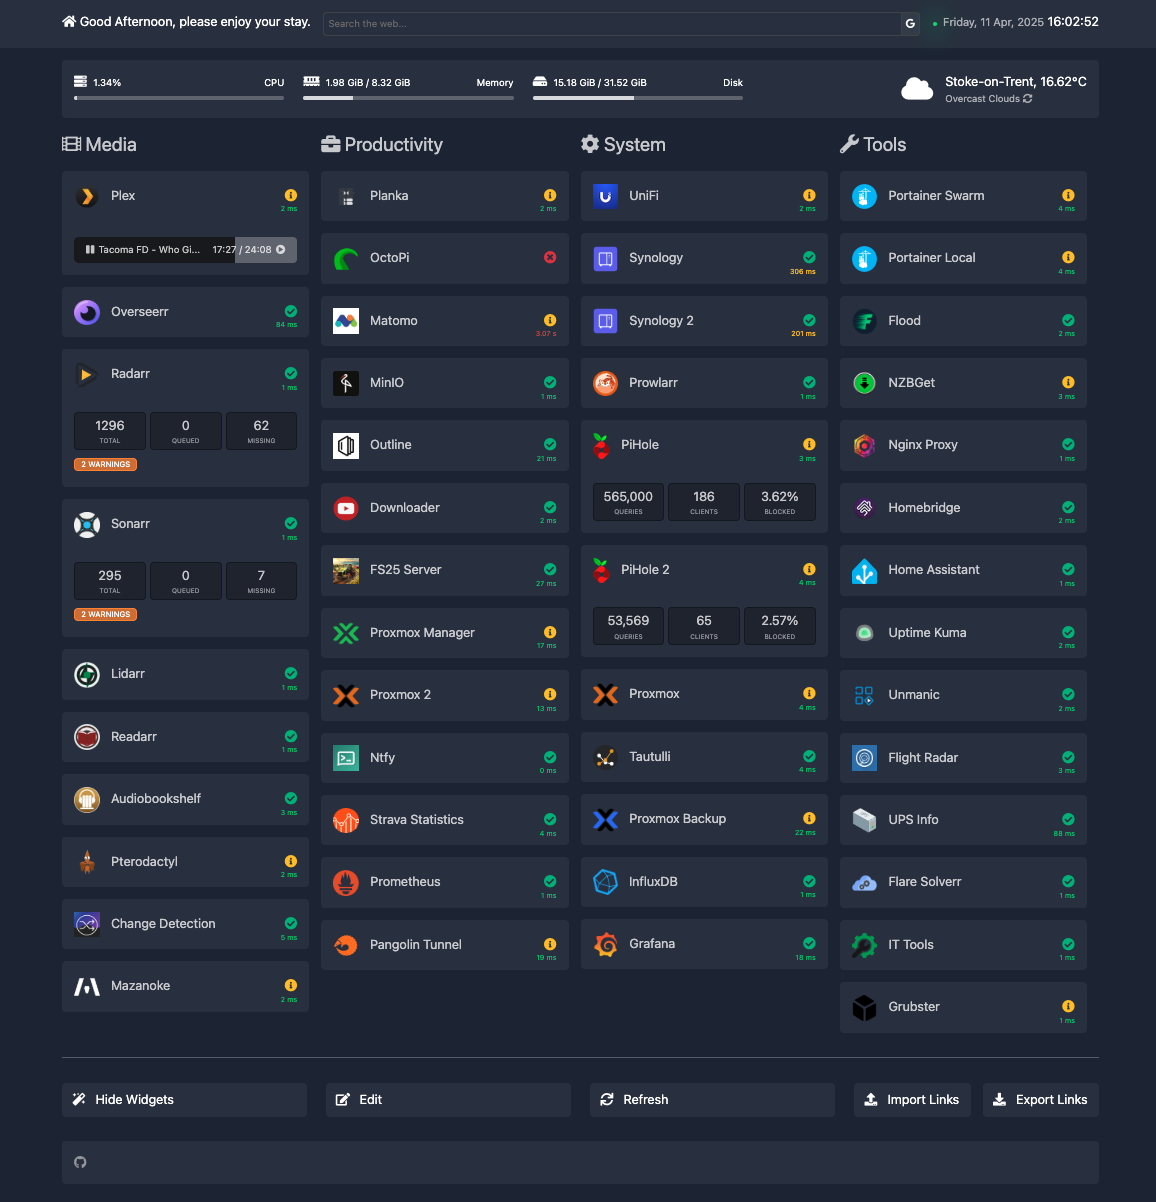 Good Afternoon, please enjoy your stay.
Search the web...
G
Friday, 11 Apr, 2025 16:02:52
1.34% CPU
1.98 GiB / 8.32 GiB Memory
15.18 GiB / 31.52 GiB Disk
Stoke-on-Trent, 16.62°C
Overcast Clouds
Media
Plex
2 ms
Tacoma FD - Who Gi... 17:27 / 24:08
Overseerr
84 ms
Radarr
1 ms
1296 0 62
TOTAL QUEUED MISSING
2 WARNINGS
Sonarr
1 ms
295 0 7
TOTAL QUEUED MISSING
2 WARNINGS
Lidarr
1 ms
Readarr
1 ms
Audiobookshelf
3 ms
Pterodactyl
2 ms
Change Detection
5 ms
Mazanoke
2 ms
Productivity
Planka
2 ms
OctoPi
Matomo
3.07 s
MinIO
1 ms
Outline
21 ms
Downloader
2 ms
FS25 Server
27 ms
Proxmox Manager
17 ms
Proxmox 2
13 ms
Ntfy
0 ms
Strava Statistics
4 ms
Prometheus
1 ms
Pangolin Tunnel
19 ms
System
UniFi
2 ms
Synology
306 ms
Synology 2
201 ms
Prowlarr
1 ms
PiHole
3 ms
565,000 186 3.62%
QUERIES CLIENTS BLOCKED
PiHole 2
4 ms
53,569 65 2.57%
QUERIES CLIENTS BLOCKED
Proxmox
4 ms
Tautulli
4 ms
Proxmox Backup
22 ms
InfluxDB
1 ms
Grafana
18 ms
Tools
Portainer Swarm
4 ms
Portainer Local
4 ms
Flood
2 ms
NZBGet
3 ms
Nginx Proxy
1 ms
Homebridge
2 ms
Home Assistant
1 ms
Uptime Kuma
2 ms
Unmanic
2 ms
Flight Radar
3 ms
UPS Info
88 ms
Flare Solverr
1 ms
IT Tools
1 ms
Grubster
1 ms
Hide Widgets
Edit
Refresh
Import Links
Export Links